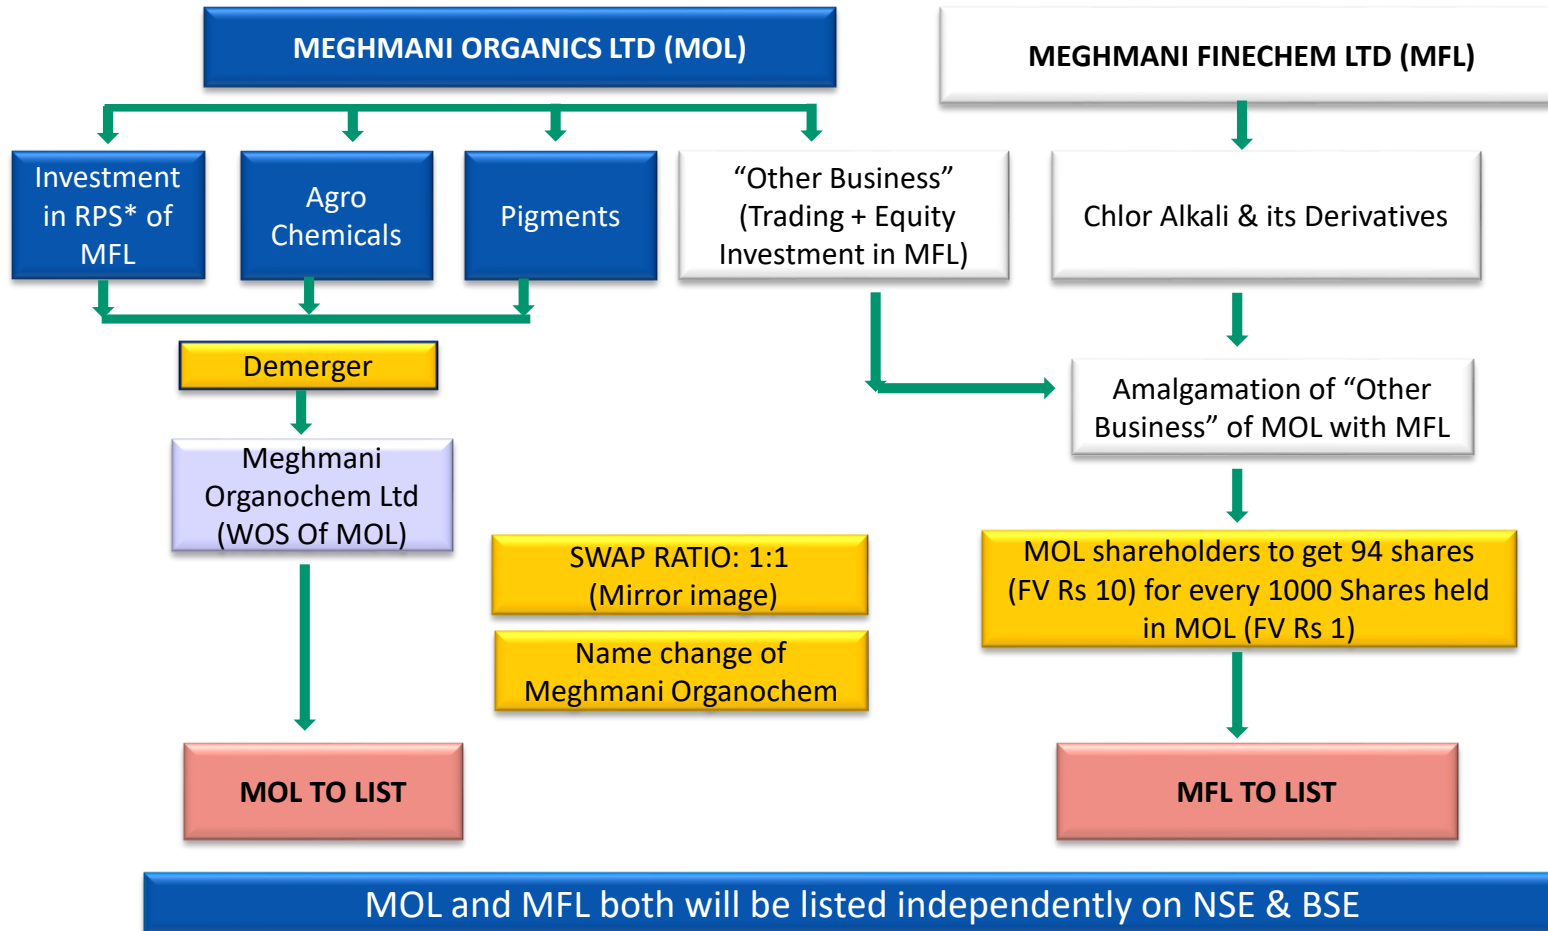 MEGHMANI ORGANICS LTD (MOL)
MEGHMANI FINECHEM LTD (MFL)
Investment
in RPS* of
MFL
Agro
Chemicals
Pigments
“Other Business”
(Trading + Equity
Investment in MFL)
Chlor Alkali & its Derivatives
Demerger
Amalgamation of “Other
Business” of MOL with MFL
Meghmani
Organochem Ltd
(WOS Of MOL)
SWAP RATIO: 1:1
(Mirror image)
Name change of
Meghmani Organochem
MOL shareholders to get 94 shares
(FV Rs 10) for every 1000 Shares held
in MOL (FV Rs 1)
MOL TO LIST
MFL TO LIST
MOL and MFL both will be listed independently on NSE & BSE